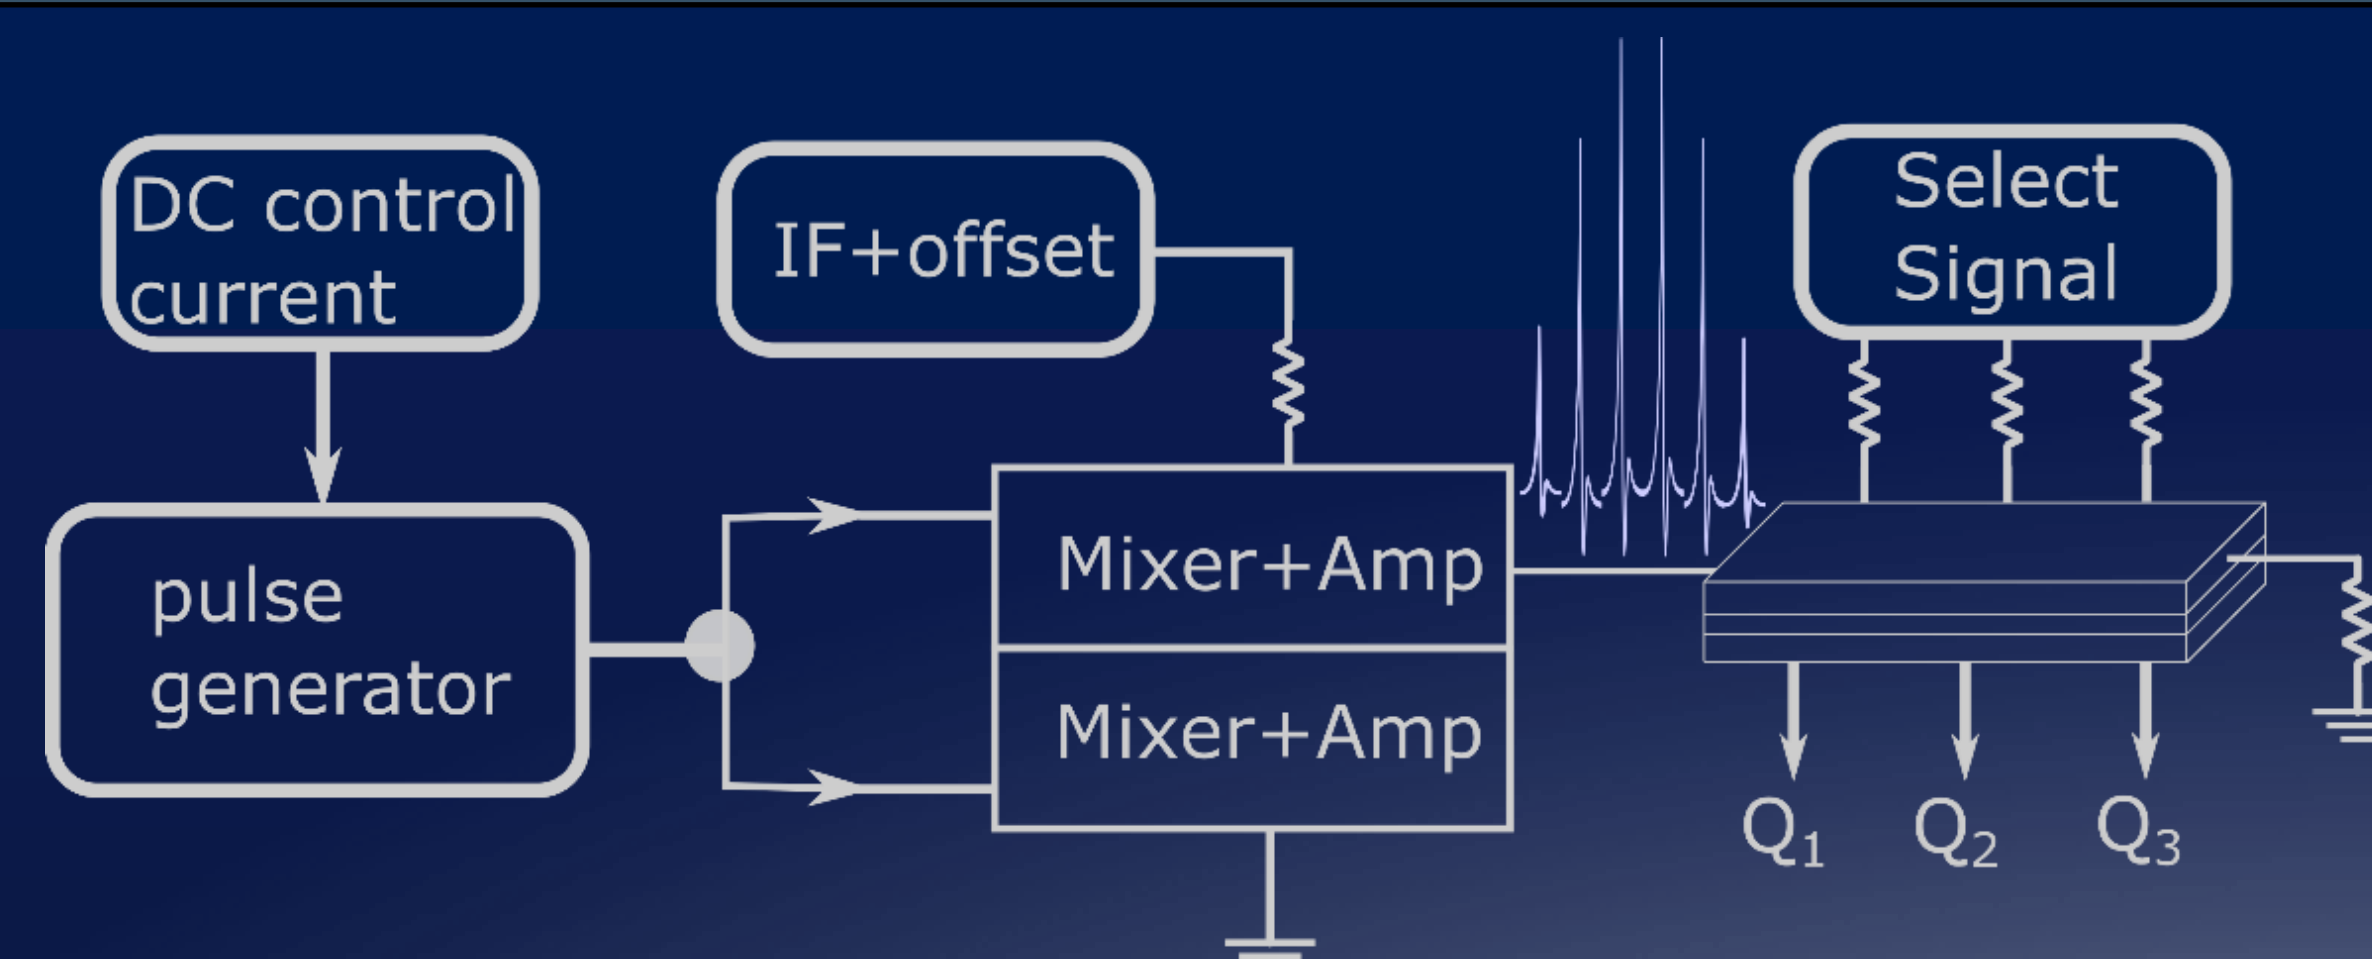 DC control
current
IF+offset
Select
Signal
pulse
generator
Mixer+Amp
Mixer+Amp
Q₁
Q₂
Q₃